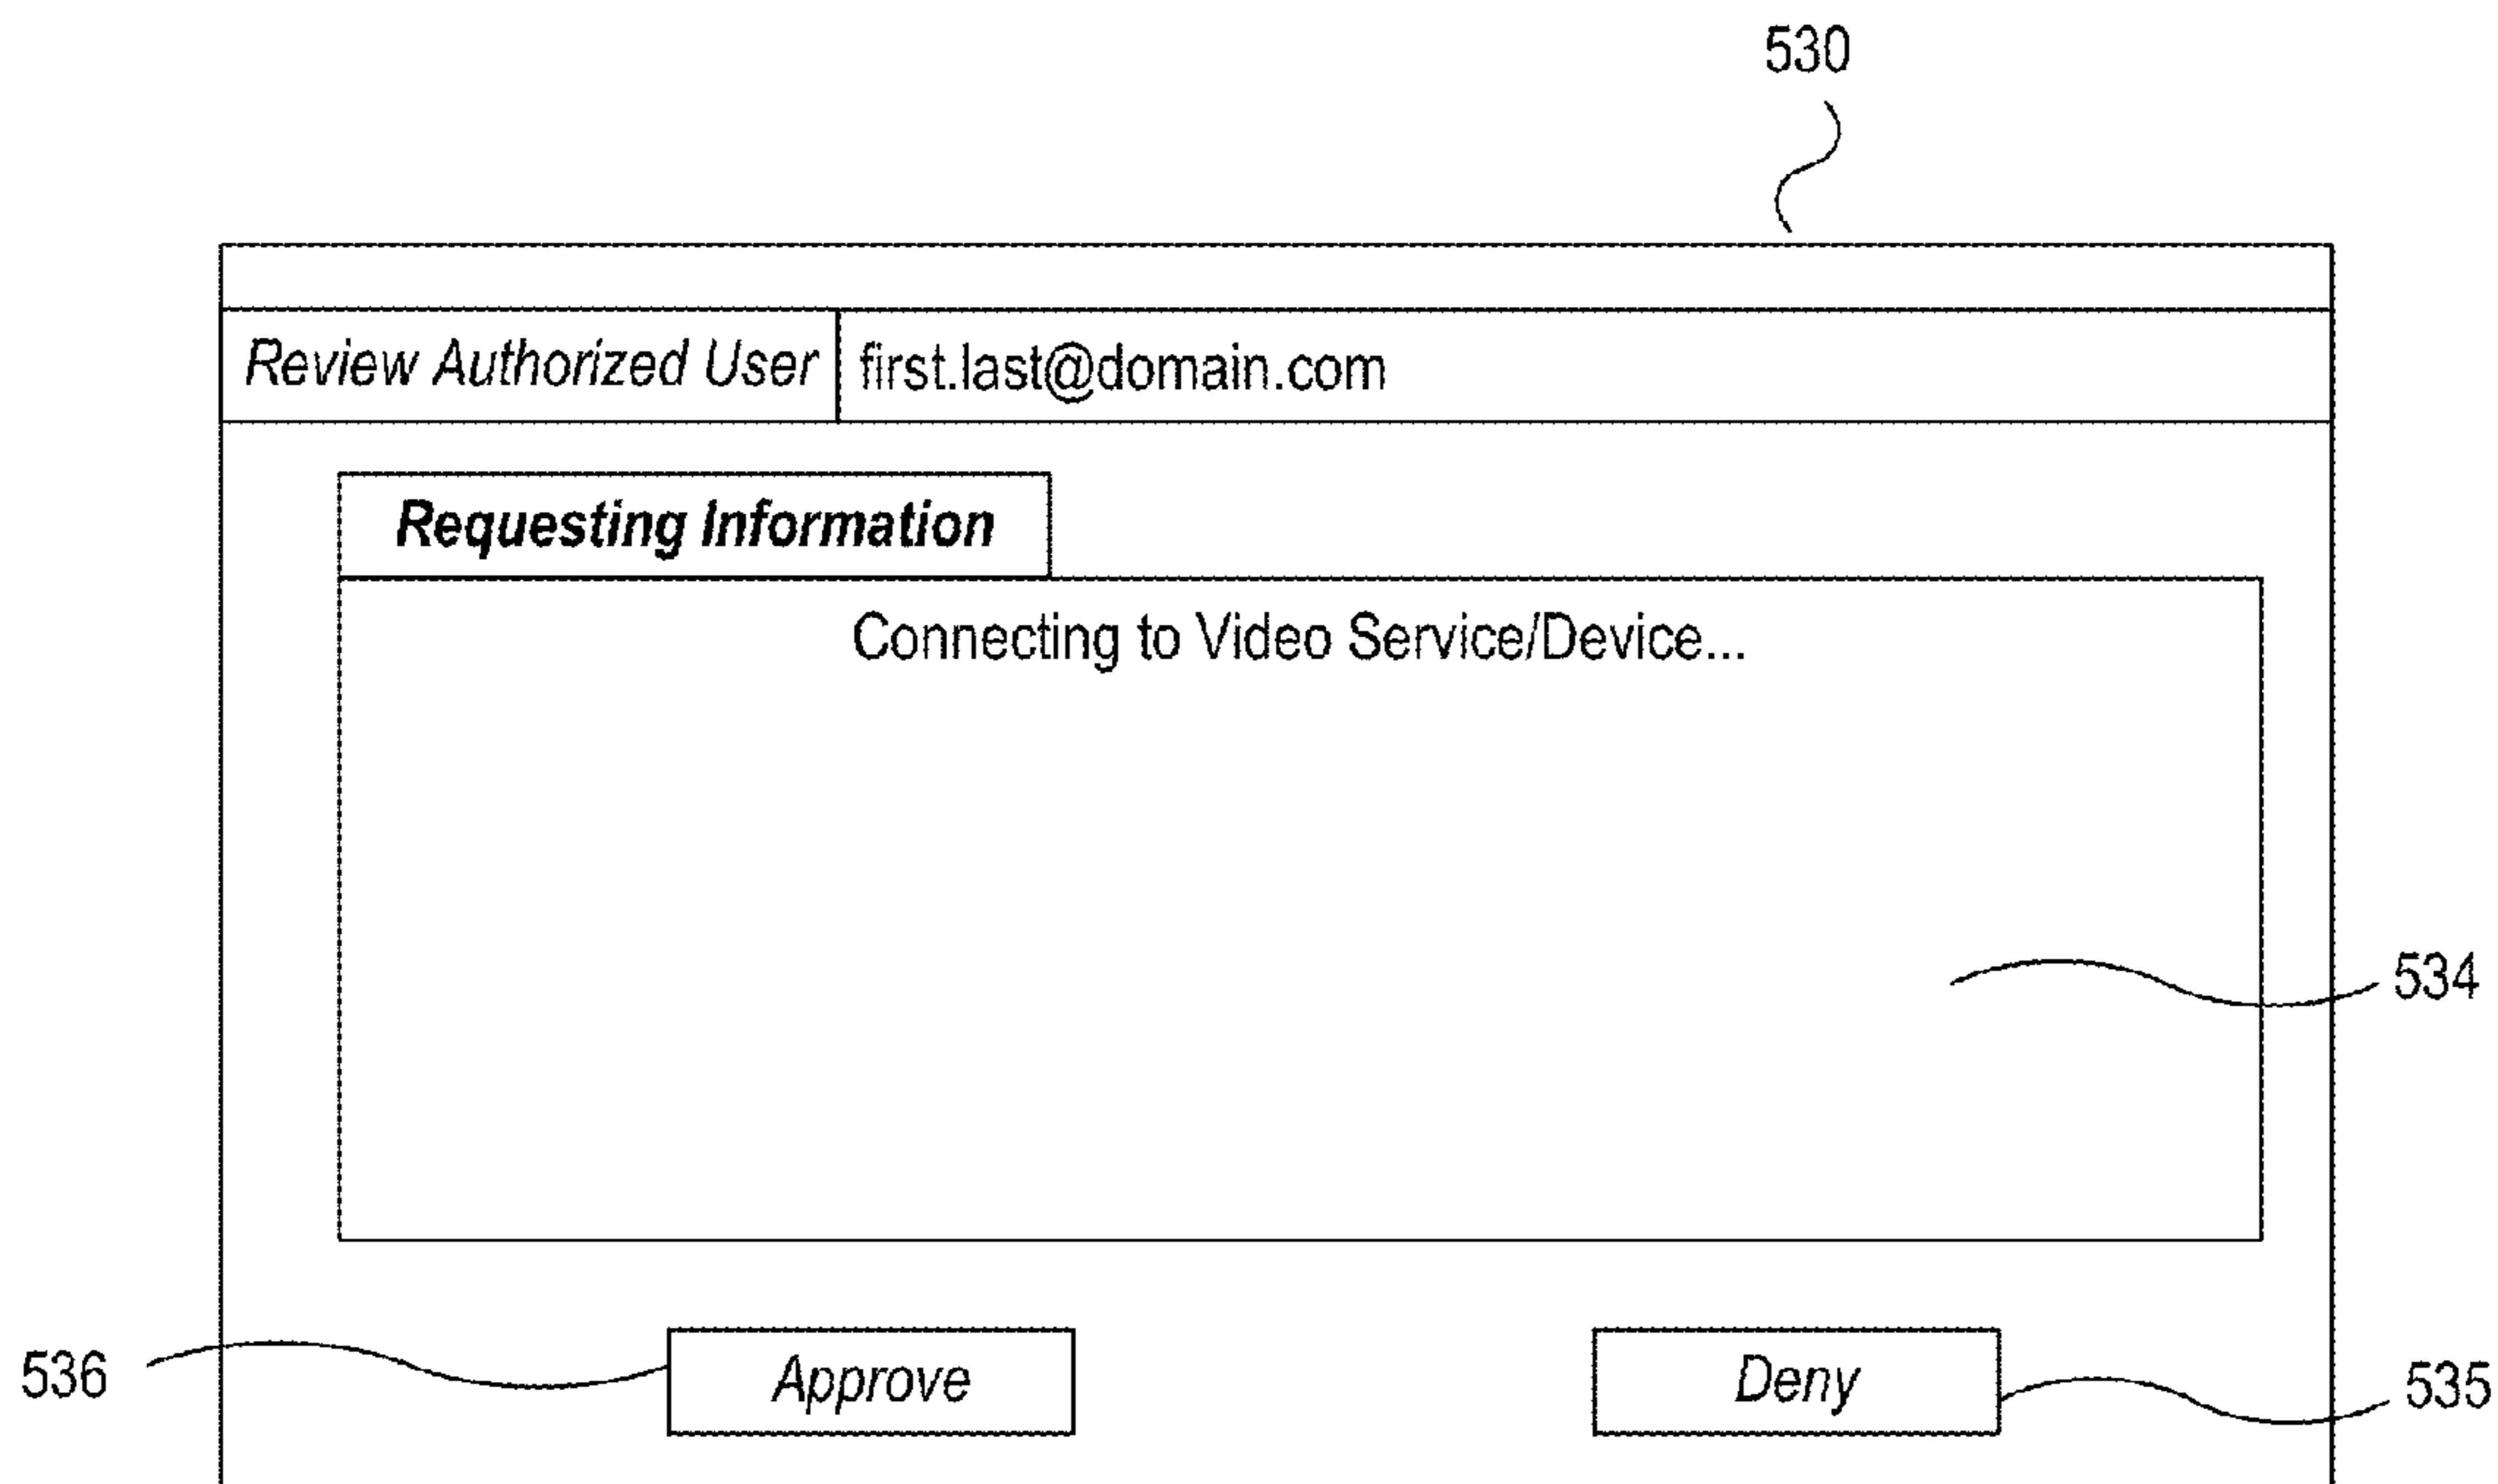 530
Review Authorized User first.last@domain.com
Requesting Information
Connecting to Video Service/Device...
534
536 Approve Deny 535